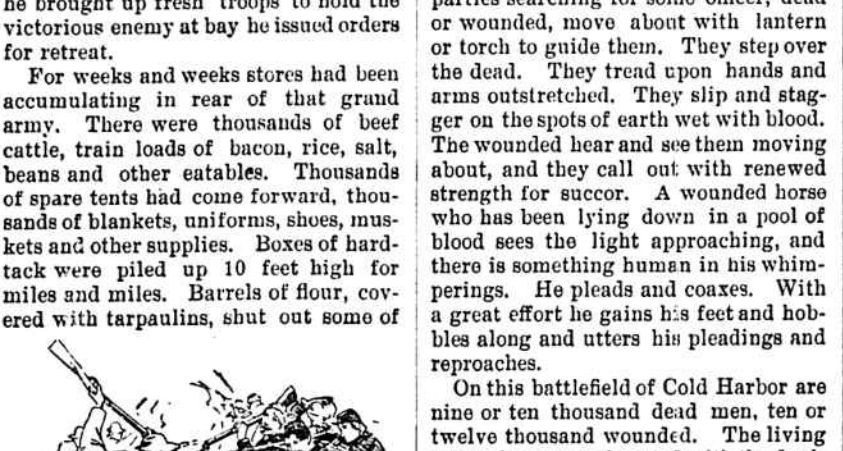 he brought up fresh troops to hold the
victorious enemy at bay he issued orders
for retreat.
For weeks and weeks stores had been
accumulating in rear of that grand
army. There were thousands of beef
cattle, train loads of bacon, rice, salt,
beans and other eatables. Thousands
of spare tents had come forward, thou-
sands of blankets, uniforms, shoes, mus-
kets and other supplies. Boxes of hard-
tack were piled up 10 feet high for
miles and miles. Barrels of flour, cov-
ered with tarpaulins, shut out some of
parties searching for some officer, dead
or wounded, move about with lantern
or torch to guide them. They step over
the dead. They tread upon hands and
arms outstretched. They slip and stag-
ger on the spots of earth wet with blood.
The wounded hear and see them moving
about, and they call out with renewed
strength for succor. A wounded horse
who has been lying down in a pool of
blood sees the light approaching, and
there is something human in his whim-
perings. He pleads and coaxes. With
a great effort he gains his feet and hob-
bles along and utters his pleadings and
reproaches.
On this battlefield of Cold Harbor are
nine or ten thousand dead men, ten or
twelve thousand wounded. The living